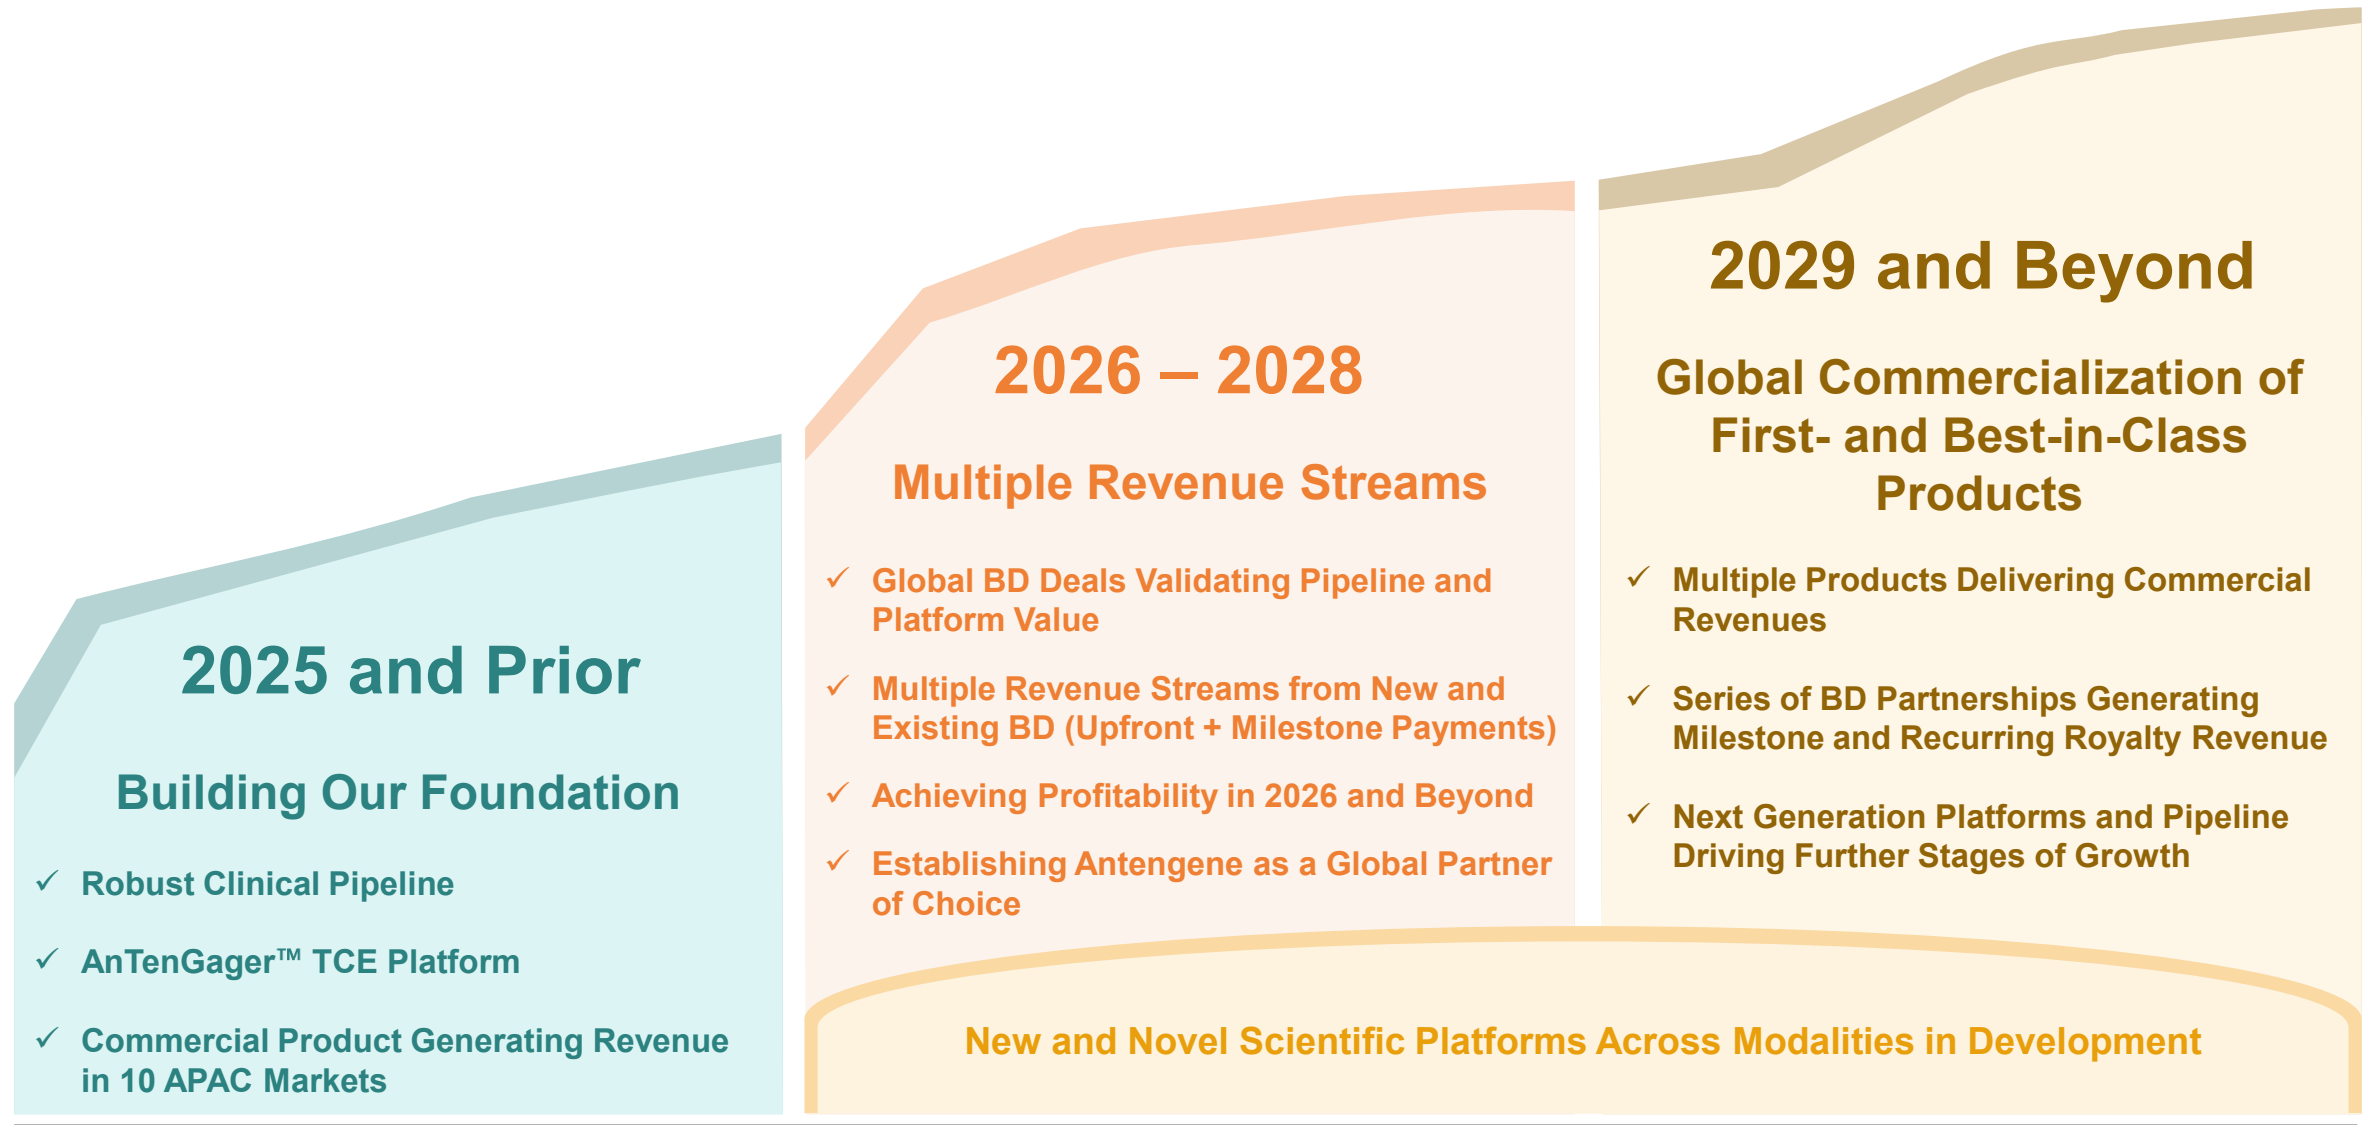 2025 and Prior
Building Our Foundation
✓ Robust Clinical Pipeline
✓ AnTenGager™ TCE Platform
✓ Commercial Product Generating Revenue
in 10 APAC Markets
2026 – 2028
Multiple Revenue Streams
✓ Global BD Deals Validating Pipeline and
Platform Value
✓ Multiple Revenue Streams from New and
Existing BD (Upfront + Milestone Payments)
✓ Achieving Profitability in 2026 and Beyond
✓ Establishing Antengene as a Global Partner
of Choice
2029 and Beyond
Global Commercialization of
First- and Best-in-Class
Products
✓ Multiple Products Delivering Commercial
Revenues
✓ Series of BD Partnerships Generating
Milestone and Recurring Royalty Revenue
✓ Next Generation Platforms and Pipeline
Driving Further Stages of Growth
New and Novel Scientific Platforms Across Modalities in Development